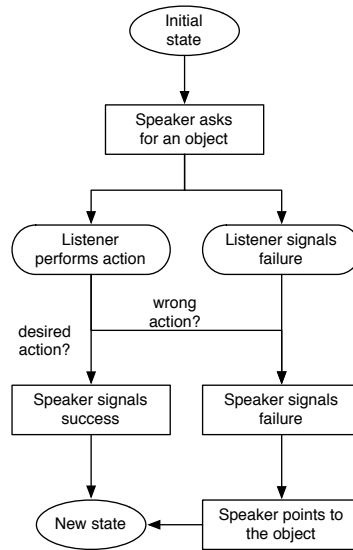 Initial
state
Speaker asks
for an object
Listener
performs action
Listener signals
failure
wrong
action?
desired
action?
Speaker signals
success
Speaker signals
failure
New state
Speaker points to
the object